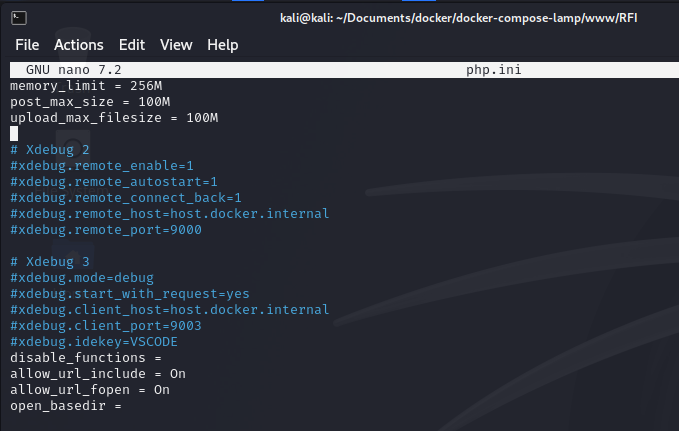 kali@kali: ~/Documents/docker/docker-compose-lamp/www/RFI
File Actions Edit View Help
GNU nano 7.2 php.ini
memory_limit = 256M
post_max_size = 100M
upload_max_filesize = 100M
# Xdebug 2
#xdebug.remote_enable=1
#xdebug.remote_autostart=1
#xdebug.remote_connect_back=1
#xdebug.remote_host=host.docker.internal
#xdebug.remote_port=9000
# Xdebug 3
#xdebug.mode=debug
#xdebug.start_with_request=yes
#xdebug.client_host=host.docker.internal
#xdebug.client_port=9003
#xdebug.idekey=VSCODE
disable_functions =
allow_url_include = On
allow_url_fopen = On
open_basedir =